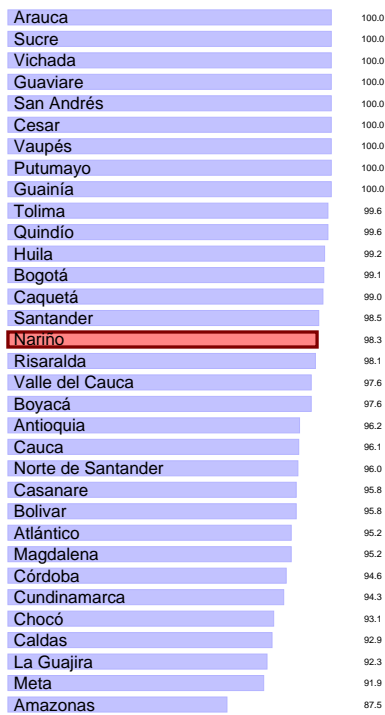 Arauca 100.0
Sucre 100.0
Vichada 100.0
Guaviare 100.0
San Andrés 100.0
Cesar 100.0
Vaupés 100.0
Putumayo 100.0
Guainía 100.0
Tolima 99.6
Quindío 99.6
Huila 99.2
Bogotá 99.1
Caquetá 99.0
Santander 98.5
Nariño 98.3
Risaralda 98.1
Valle del Cauca 97.6
Boyacá 97.6
Antioquia 96.2
Cauca 96.1
Norte de Santander 96.0
Casanare 95.8
Bolivar 95.8
Atlántico 95.2
Magdalena 95.2
Córdoba 94.6
Cundinamarca 94.3
Chocó 93.1
Caldas 92.9
La Guajira 92.3
Meta 91.9
Amazonas 87.5